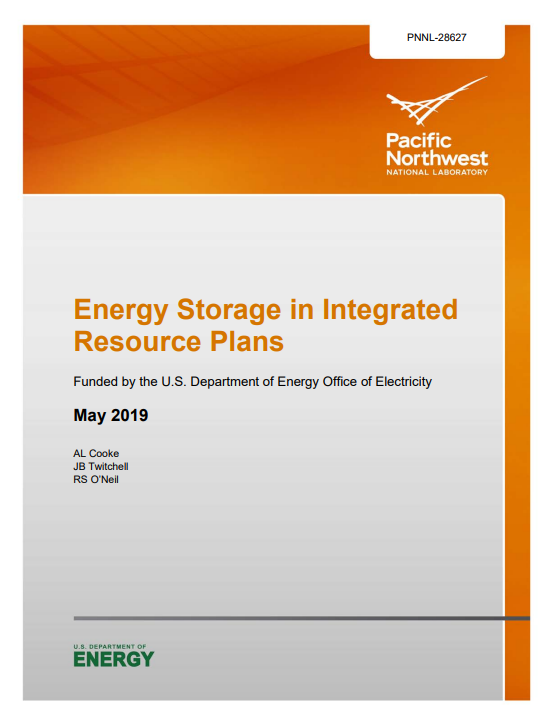 PNNL-28627
Pacific
Northwest
NATIONAL LABORATORY
Energy Storage in Integrated
Resource Plans
Funded by the U.S. Department of Energy Office of Electricity
May 2019
AL Cooke
JB Twitchell
RS O'Neil
U.S. DEPARTMENT OF
ENERGY